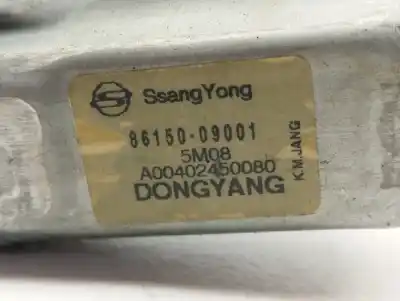 SsangYong
86150-09001
5M08
A00402450080
DONGYANG
K.M.JANG